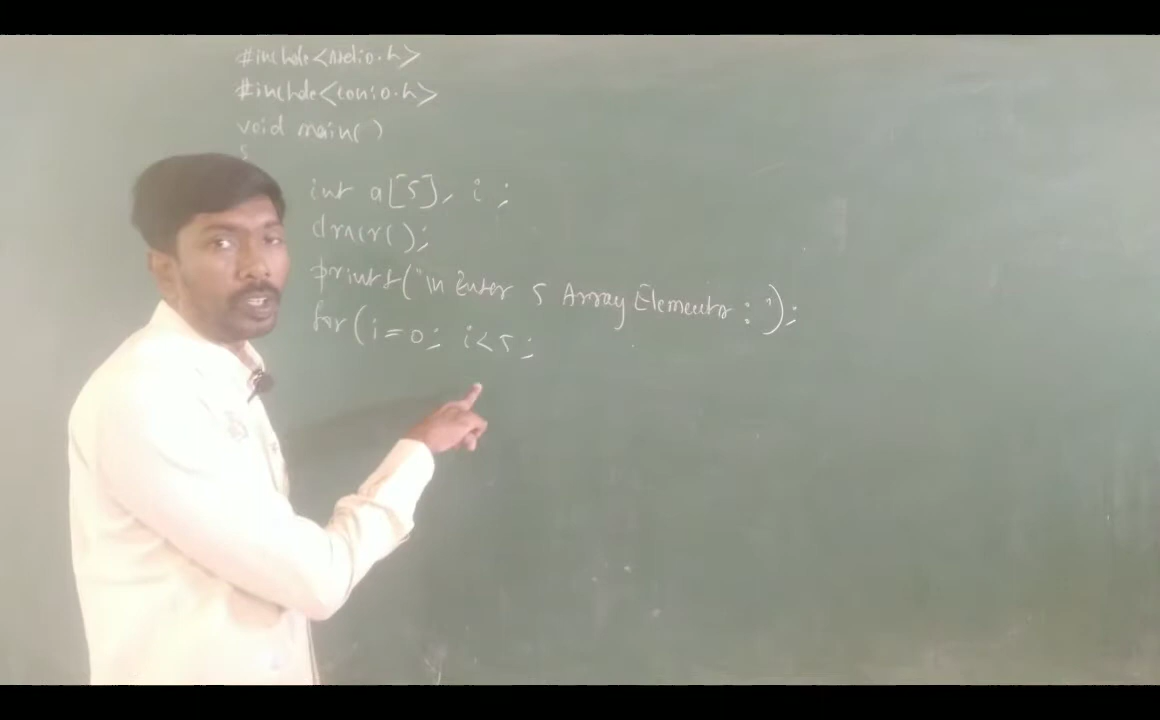 #include<stdio.h>
#include<conio.h>
void main()
{
int a[5], i ;
clrscr();
printf("\n Enter 5 Array Elements : ");
for(i=0; i<5;